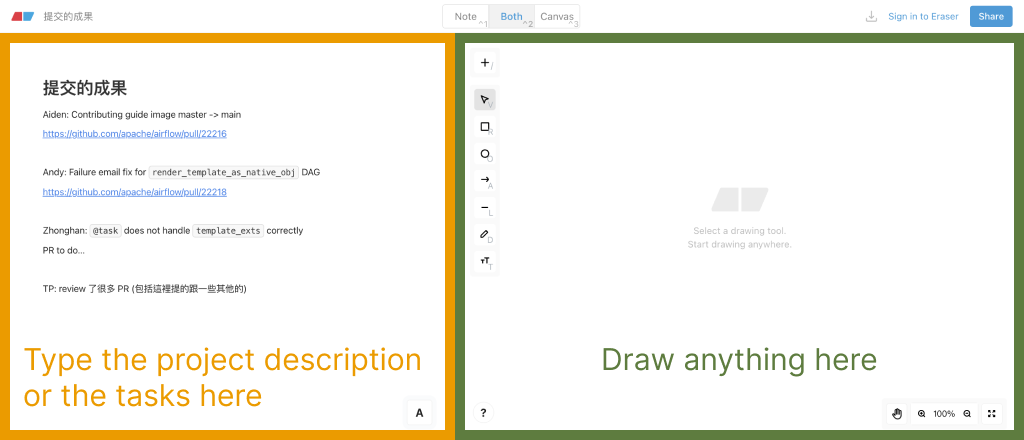 提交的成果
Note ^1
Both ^2
Canvas ^3
Sign in to Eraser
Share
提交的成果
Aiden: Contributing guide image master -> main
https://github.com/apache/airflow/pull/22216
Andy: Failure email fix for render_template_as_native_obj DAG
https://github.com/apache/airflow/pull/22218
Zhonghan: @task does not handle template_exts correctly
PR to do...
TP: review 了很多 PR (包括這裡提的跟一些其他的)
Type the project description
or the tasks here
A
/
V
R
O
A
L
D
TT
T
Select a drawing tool.
Start drawing anywhere.
Draw anything here
?
100%